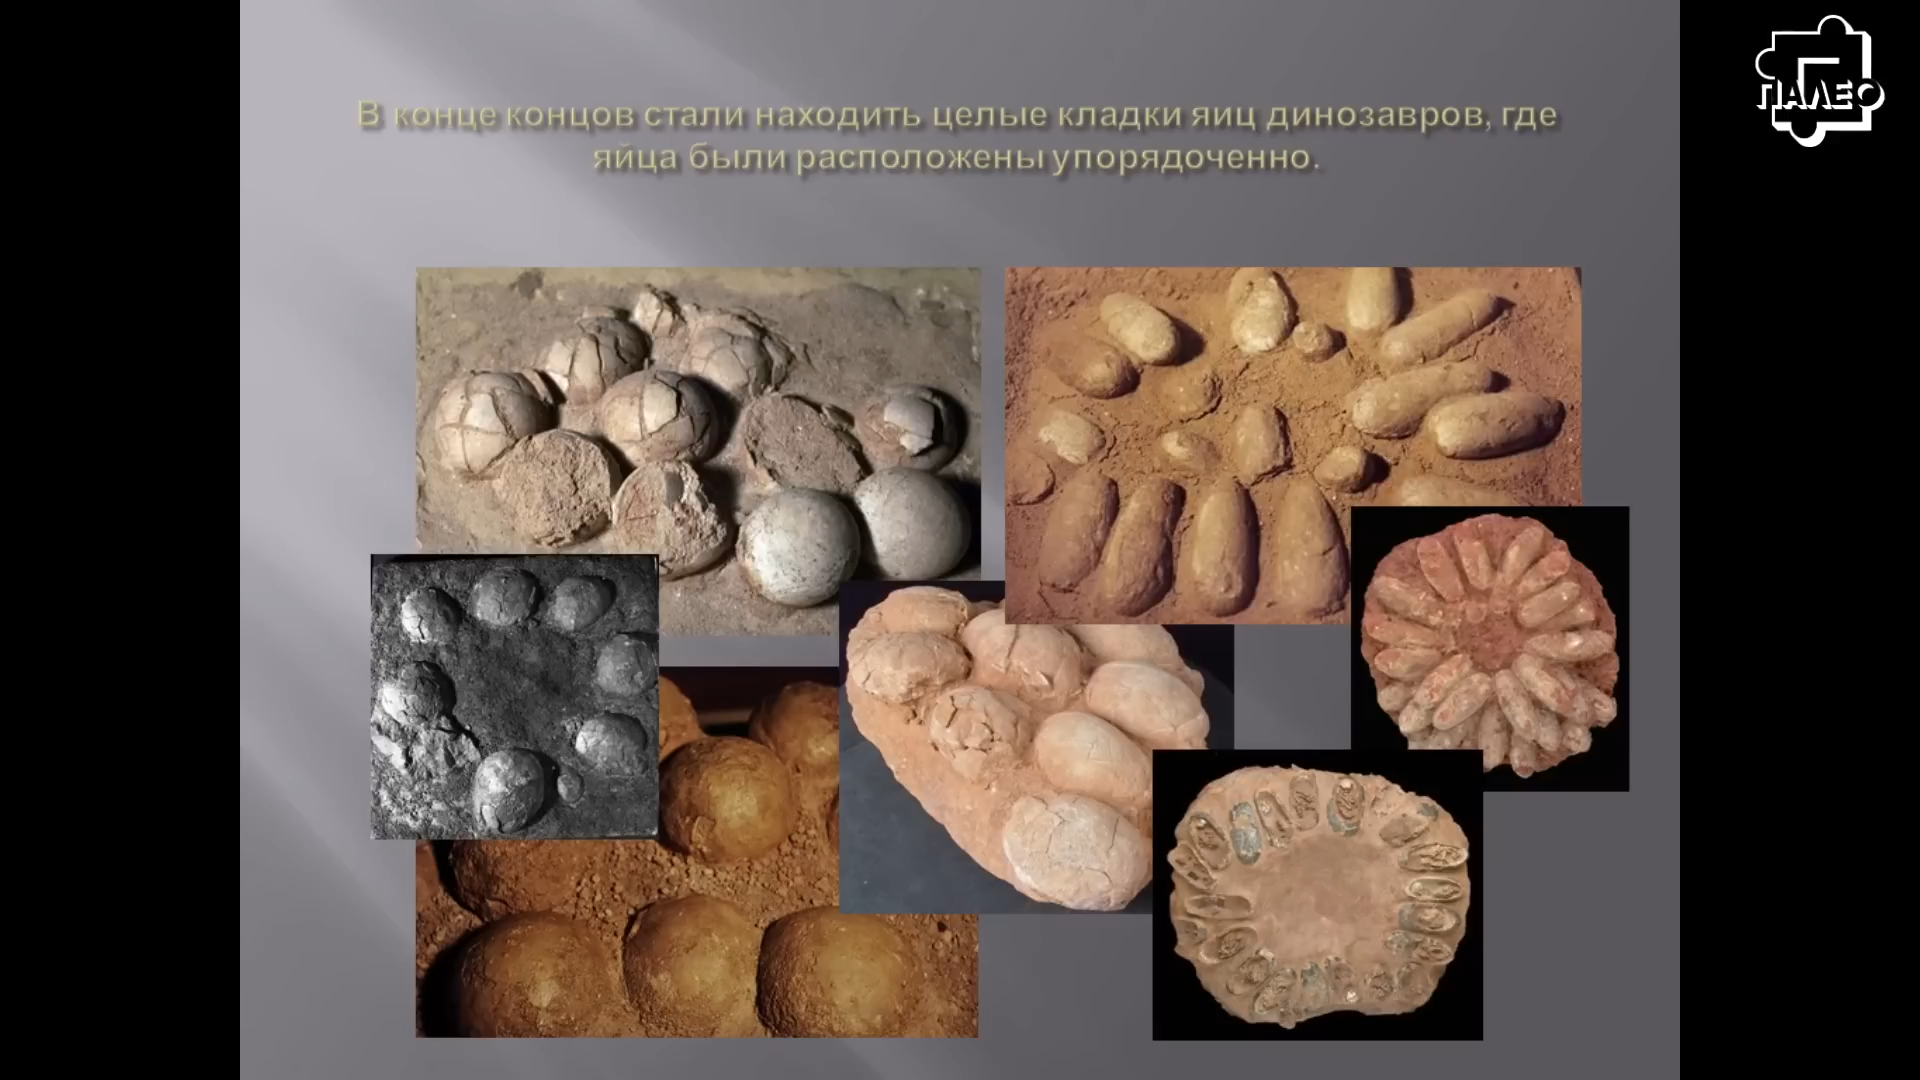 В конце концов стали находить целые кладки яиц динозавров, где
яйца были расположены упорядоченно.
ПАЛЕО